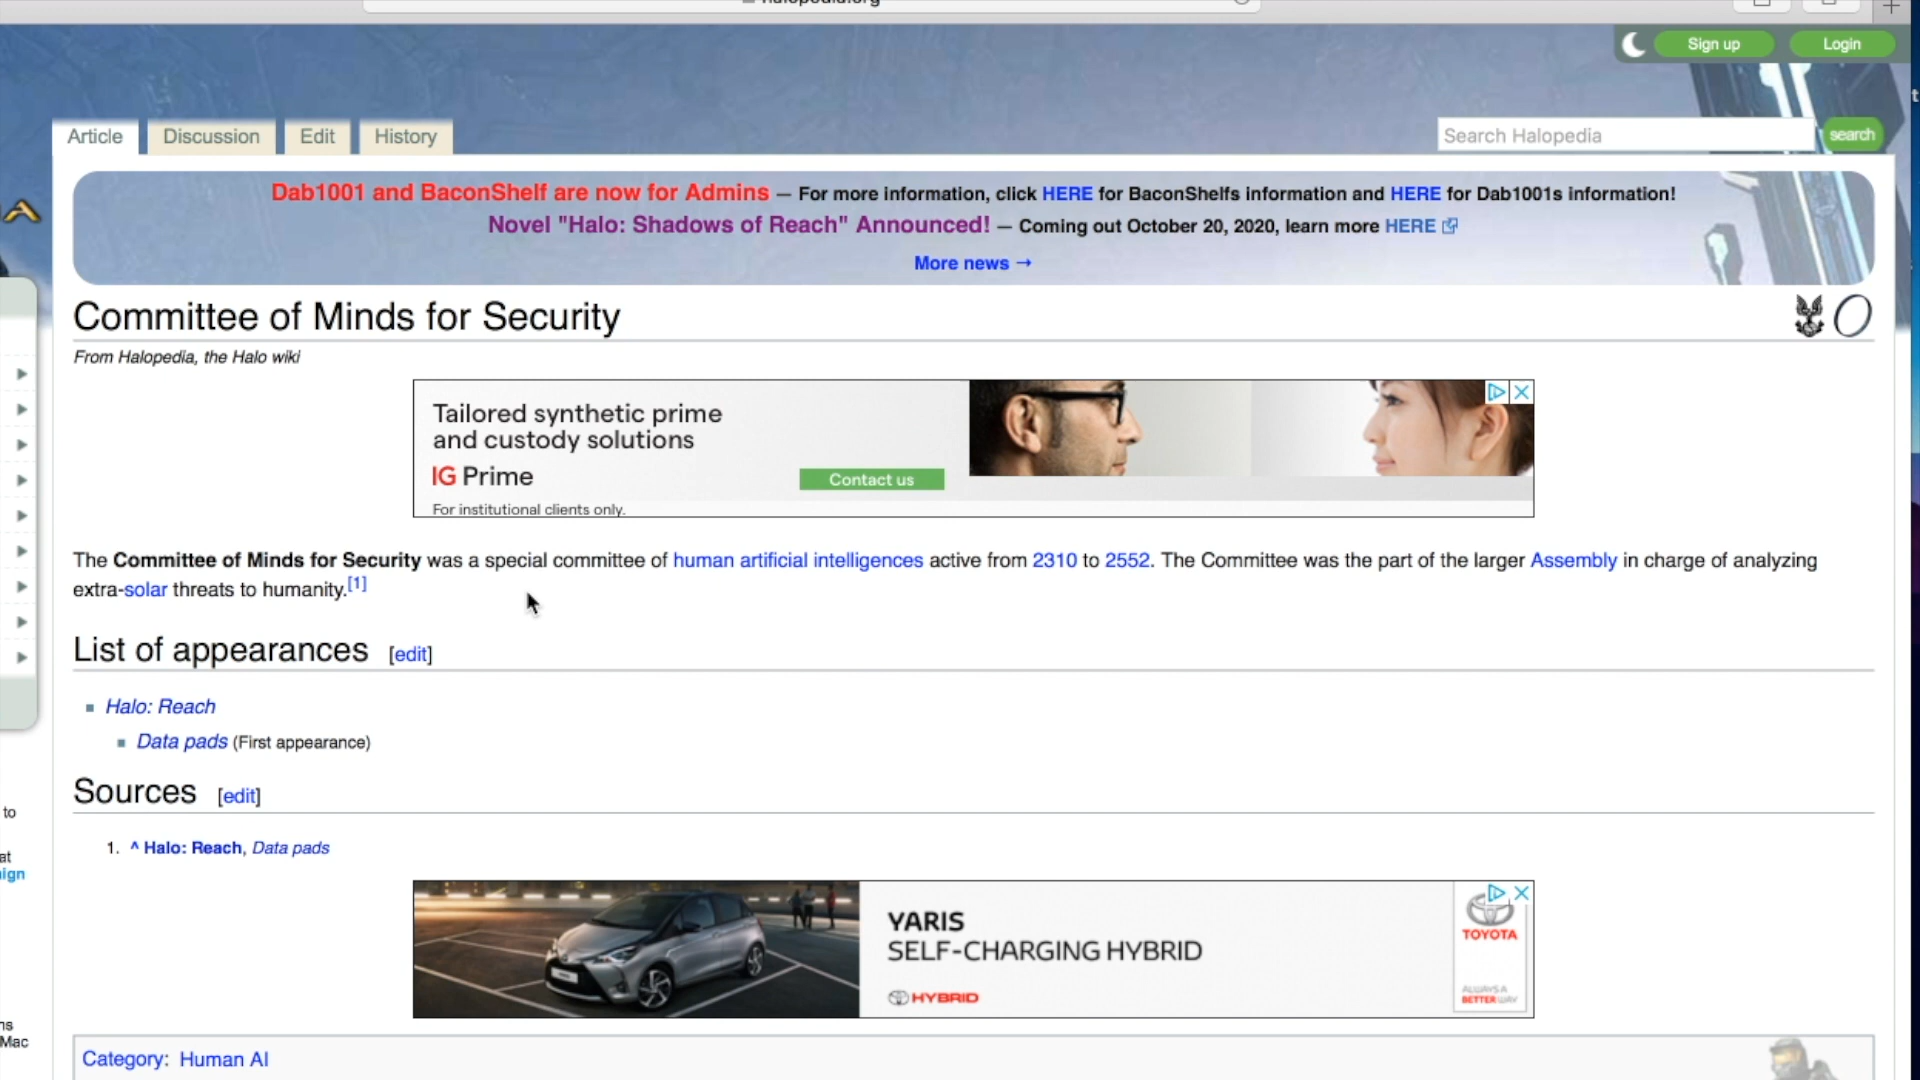 Sign up Login
Article Discussion Edit History
Search Halopedia search
Dab1001 and BaconShelf are now for Admins — For more information, click HERE for BaconShelfs information and HERE for Dab1001s information!
Novel "Halo: Shadows of Reach" Announced! — Coming out October 20, 2020, learn more HERE
More news →
Committee of Minds for Security
From Halopedia, the Halo wiki
Tailored synthetic prime
and custody solutions
IG Prime
Contact us
For institutional clients only.
The Committee of Minds for Security was a special committee of human artificial intelligences active from 2310 to 2552. The Committee was the part of the larger Assembly in charge of analyzing
extra-solar threats to humanity.[1]
List of appearances [edit]
Halo: Reach
Data pads (First appearance)
Sources [edit]
to
1. ^ Halo: Reach, Data pads
at
YARIS
SELF-CHARGING HYBRID
HYBRID
TOYOTA
ALWAYS A
BETTER WAY
Mac
Category: Human AI